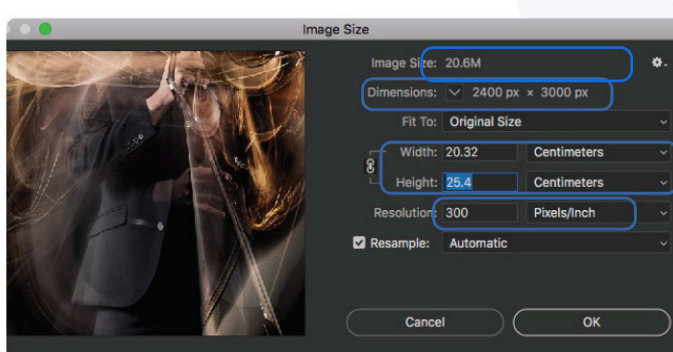 Image Size
Image Size: 20.6M
Dimensions: 2400 px × 3000 px
Fit To: Original Size
Width: 20.32 Centimeters
Height: 25.4 Centimeters
Resolution: 300 Pixels/Inch
Resample: Automatic
Cancel OK